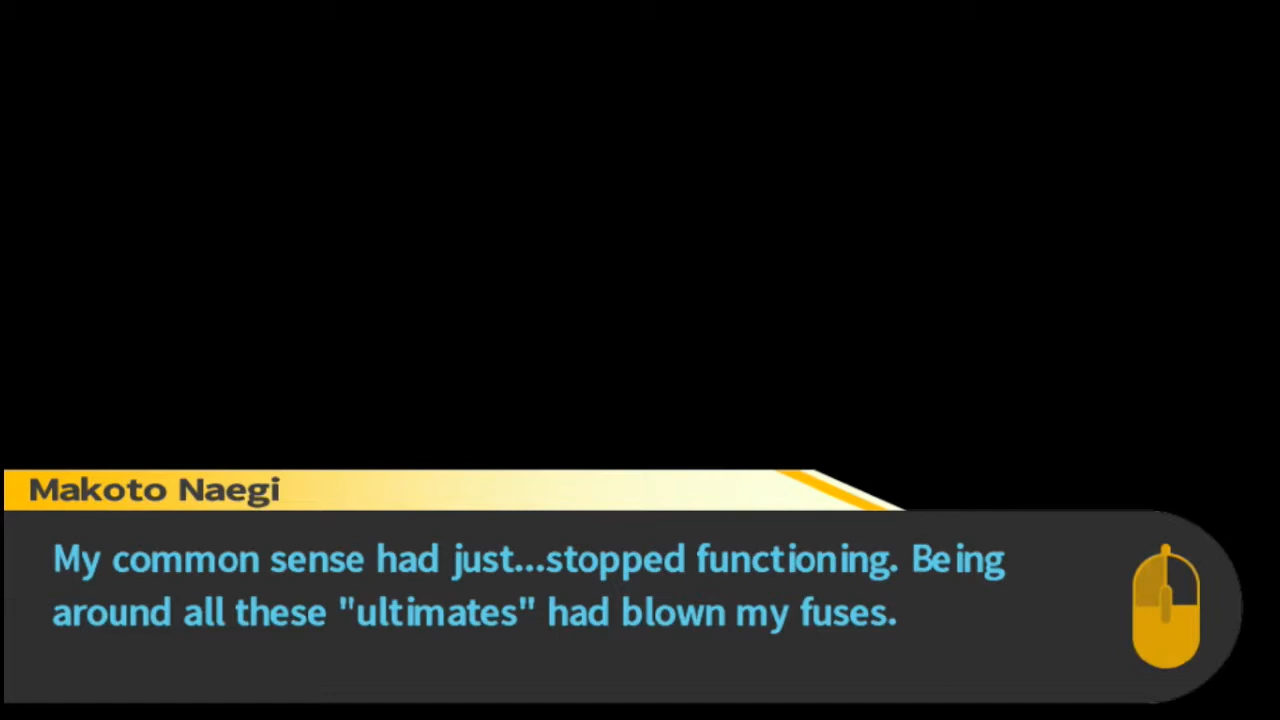 Makoto Naegi
My common sense had just...stopped functioning. Being
around all these "ultimates" had blown my fuses.